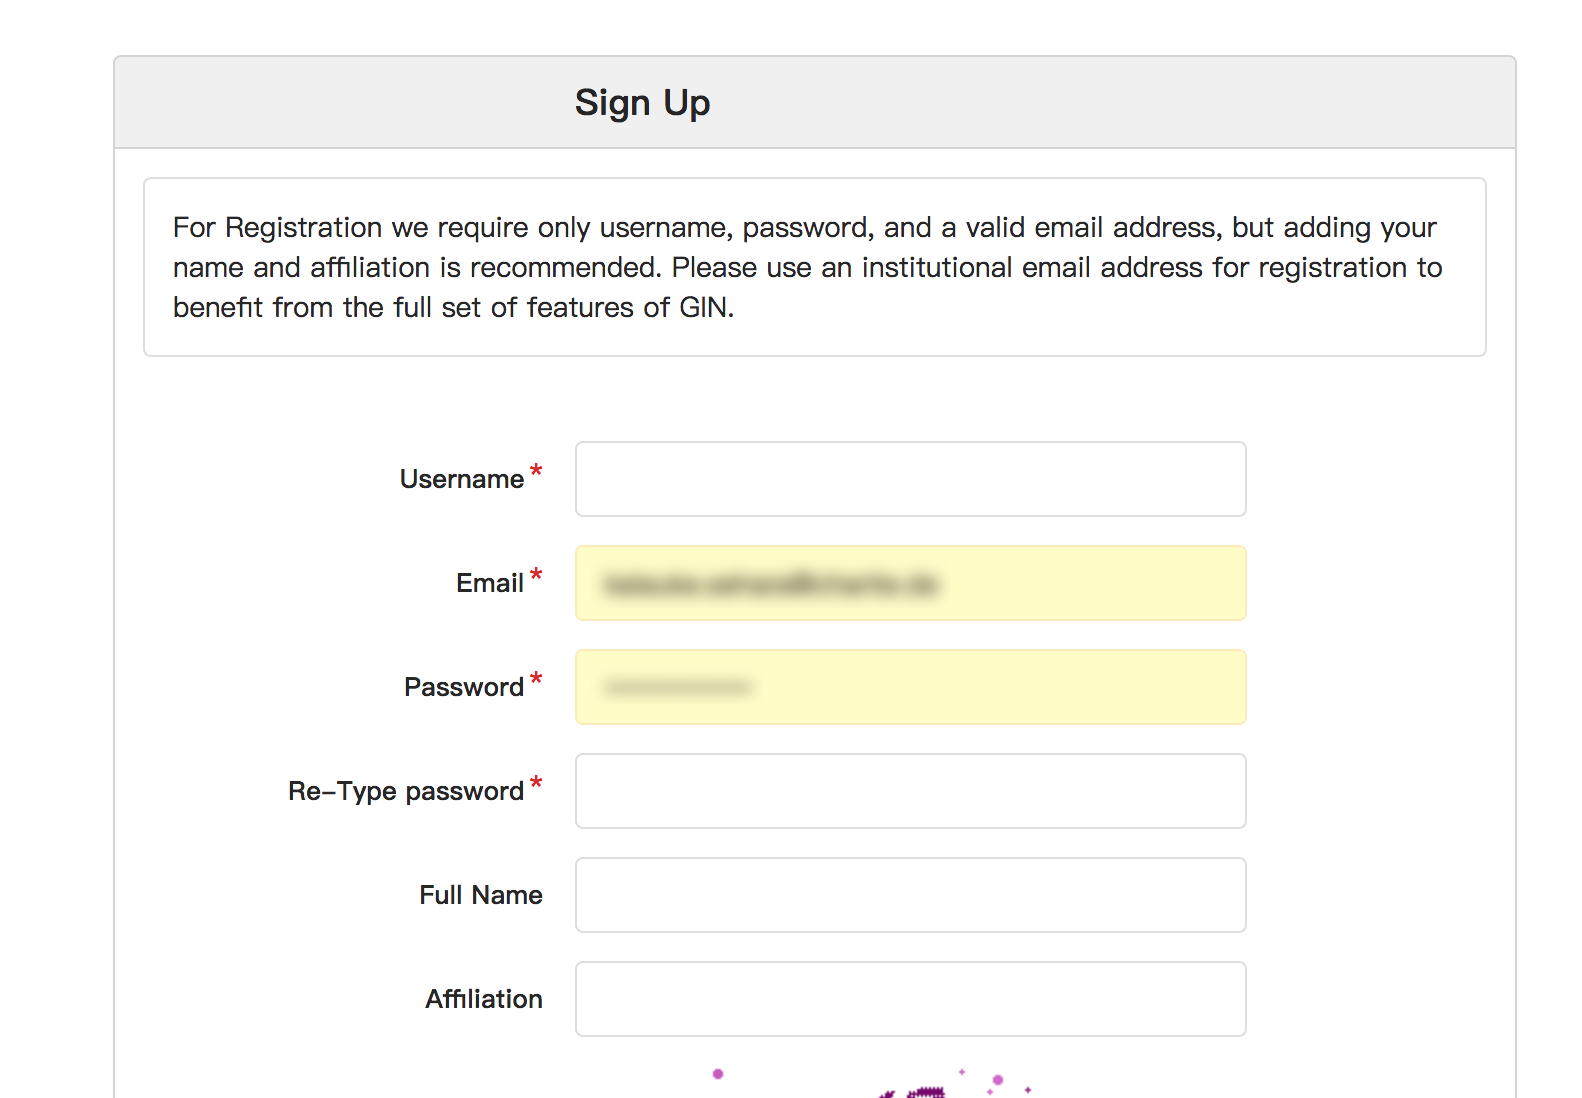 Sign Up
For Registration we require only username, password, and a valid email address, but adding your
name and affiliation is recommended. Please use an institutional email address for registration to
benefit from the full set of features of GIN.
Username*
Email*
Password*
Re-Type password*
Full Name
Affiliation